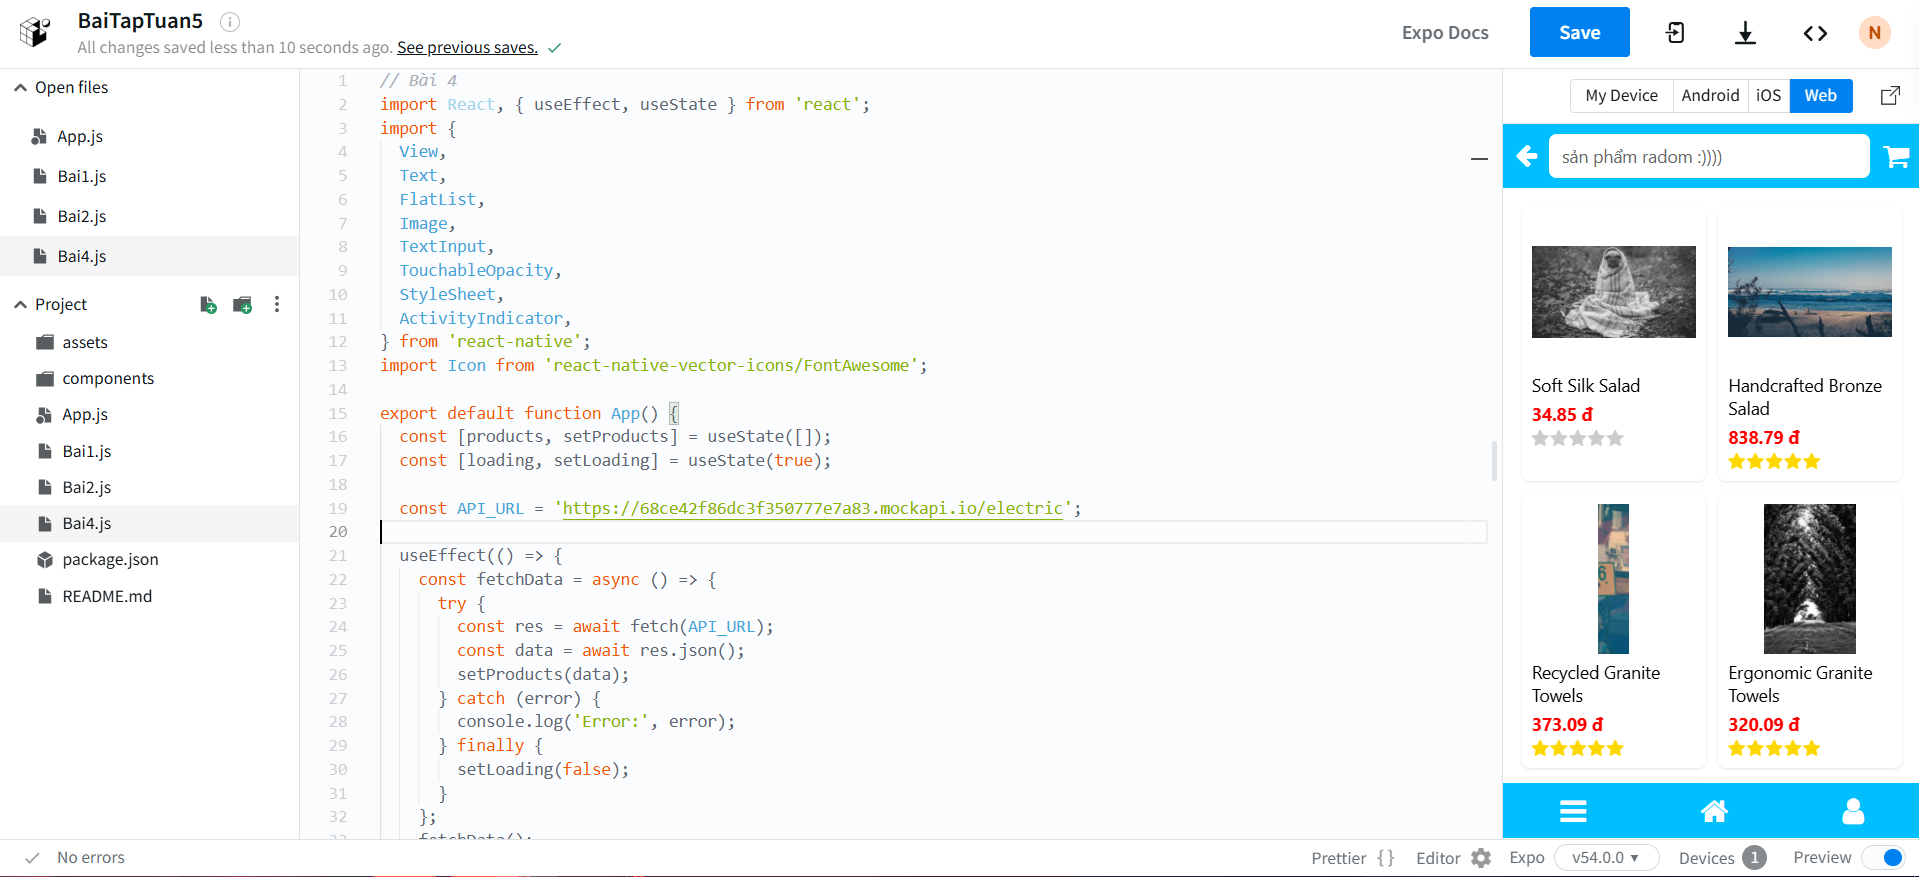 BaiTapTuan5
All changes saved less than 10 seconds ago. See previous saves.
Expo Docs
Save
N
Open files
App.js
Bai1.js
Bai2.js
Bai4.js
Project
assets
components
App.js
Bai1.js
Bai2.js
Bai4.js
package.json
README.md
1 // Bài 4
2 import React, { useEffect, useState } from 'react';
3 import {
4 View,
5 Text,
6 FlatList,
7 Image,
8 TextInput,
9 TouchableOpacity,
10 StyleSheet,
11 ActivityIndicator,
12 } from 'react-native';
13 import Icon from 'react-native-vector-icons/FontAwesome';
14
15 export default function App() {
16 const [products, setProducts] = useState([]);
17 const [loading, setLoading] = useState(true);
18
19 const API_URL = 'https://68ce42f86dc3f350777e7a83.mockapi.io/electric';
20
21 useEffect(() => {
22 const fetchData = async () => {
23 try {
24 const res = await fetch(API_URL);
25 const data = await res.json();
26 setProducts(data);
27 } catch (error) {
28 console.log('Error:', error);
29 } finally {
30 setLoading(false);
31 }
32 };
33 fetchData();
My Device
Android
iOS
Web
sản phẩm radom :))))
Soft Silk Salad
34.85 đ
Handcrafted Bronze
Salad
838.79 đ
Recycled Granite
Towels
373.09 đ
Ergonomic Granite
Towels
320.09 đ
No errors
Prettier {}
Editor
Expo
v54.0.0
Devices 1
Preview